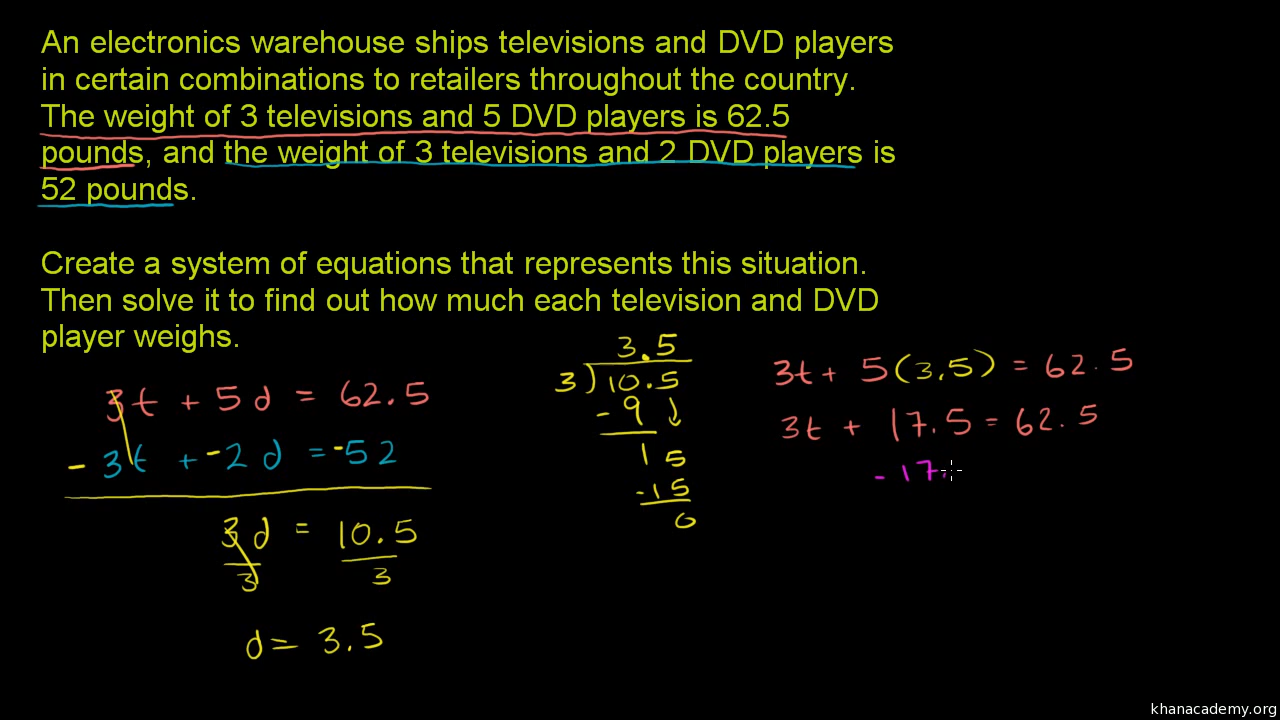 An electronics warehouse ships televisions and DVD players
in certain combinations to retailers throughout the country.
The weight of 3 televisions and 5 DVD players is 62.5
pounds, and the weight of 3 televisions and 2 DVD players is
52 pounds.
Create a system of equations that represents this situation.
Then solve it to find out how much each television and DVD
player weighs.
3t + 5d = 62.5
- 3t + -2d = -52
3d = 10.5
3 3
d = 3.5
3.5
3)10.5
-9↓
15
-15
0
3t + 5(3.5) = 62.5
3t + 17.5 = 62.5
-17.
khanacademy.org